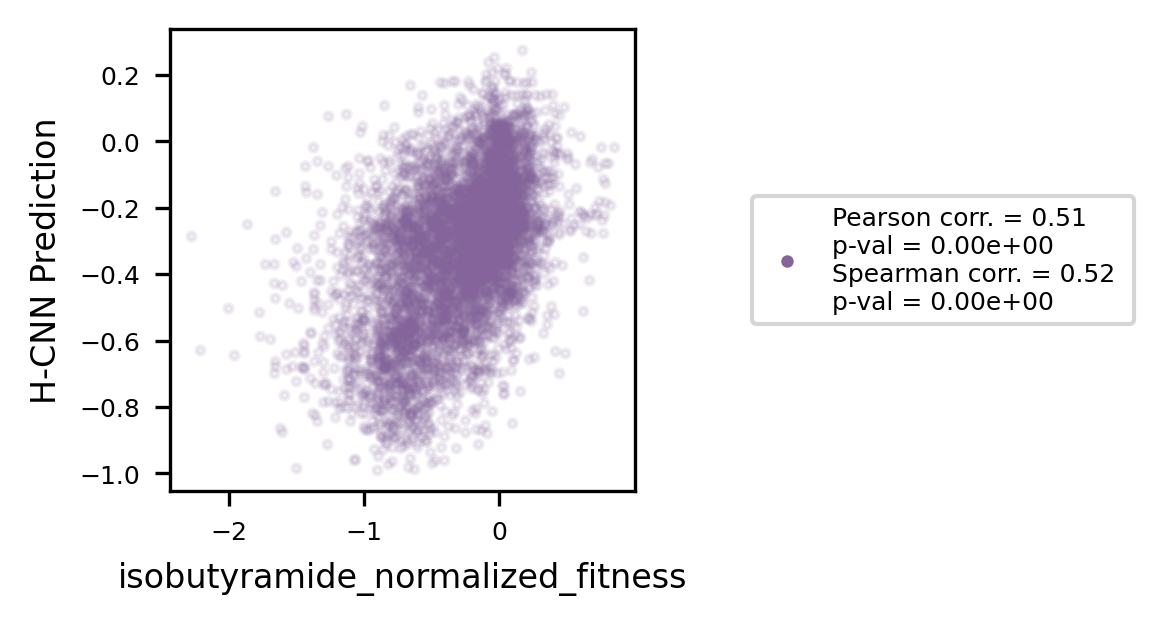 H-CNN Prediction
0.2
0.0
−0.2
−0.4
−0.6
−0.8
−1.0
−2
−1
0
isobutyramide_normalized_fitness
Pearson corr. = 0.51
p-val = 0.00e+00
Spearman corr. = 0.52
p-val = 0.00e+00